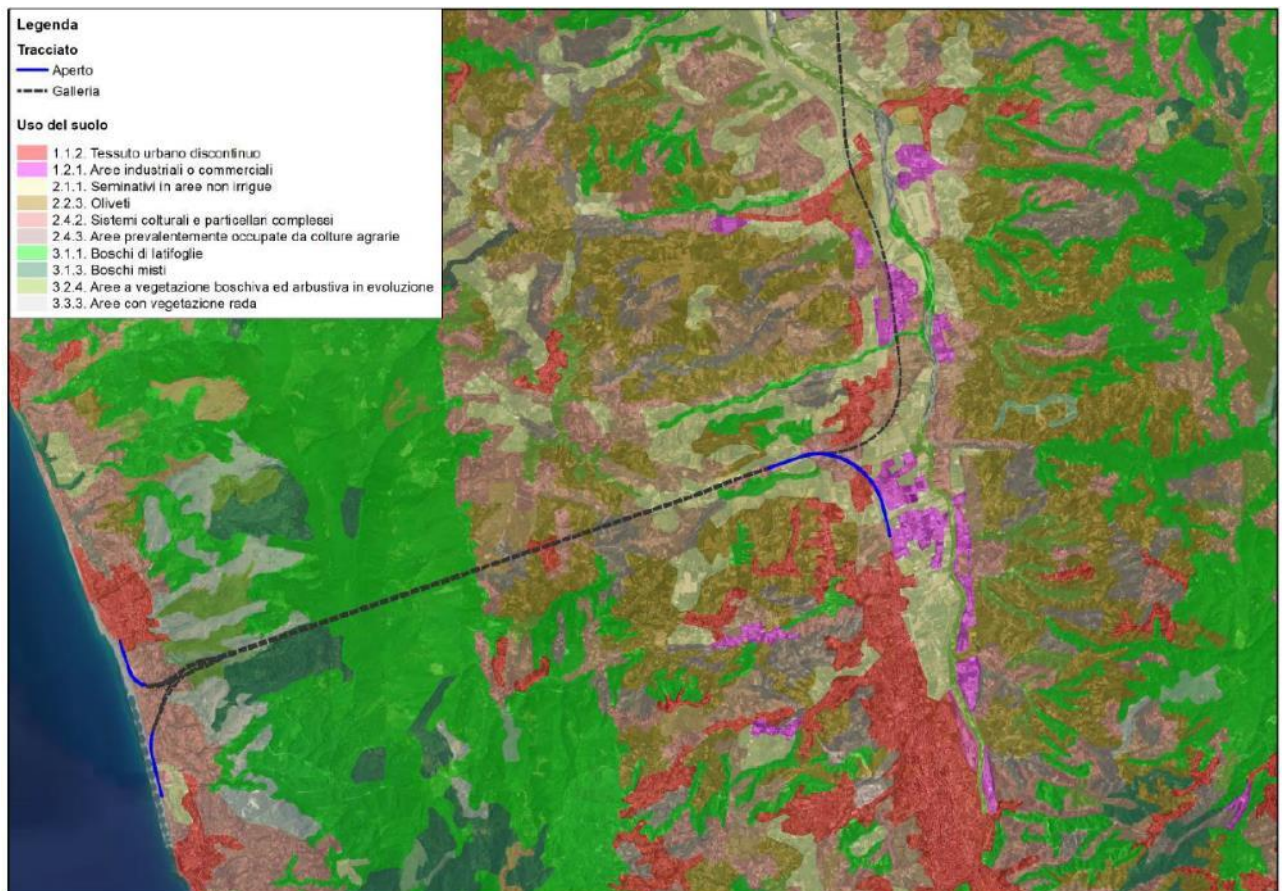 Legenda
Tracciato
Aperto
Galleria
Uso del suolo
1.1.2. Tessuto urbano discontinuo
1.2.1. Aree industriali o commerciali
2.1.1. Seminativi in aree non irrigue
2.2.3. Oliveti
2.4.2. Sistemi colturali e particellari complessi
2.4.3. Aree prevalentemente occupate da colture agrarie
3.1.1. Boschi di latifoglie
3.1.3. Boschi misti
3.2.4. Aree a vegetazione boschiva ed arbustiva in evoluzione
3.3.3. Aree con vegetazione rada